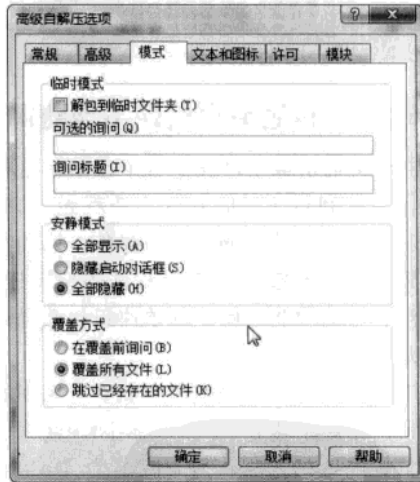 高级自解压选项
常规 高级 模式 文本和图标 许可 模块
临时模式
解包到临时文件夹(T)
可选的询问(Q)
询问标题(I)
安静模式
全部显示(A)
隐藏启动对话框(S)
全部隐藏(H)
覆盖方式
在覆盖前询问(B)
覆盖所有文件(L)
跳过已经存在的文件(K)
确定 取消 帮助